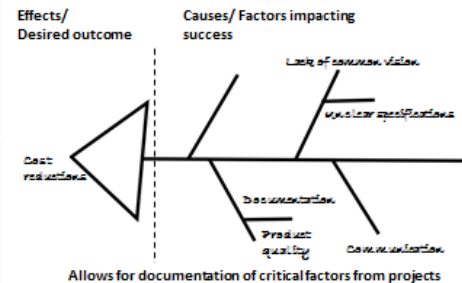 Effects/
Desired outcome
Causes/ Factors impacting
success
Lack of common vision
Unclear specifications
Cost
reductions
Documentation
Product
quality
Communication
Allows for documentation of critical factors from projects